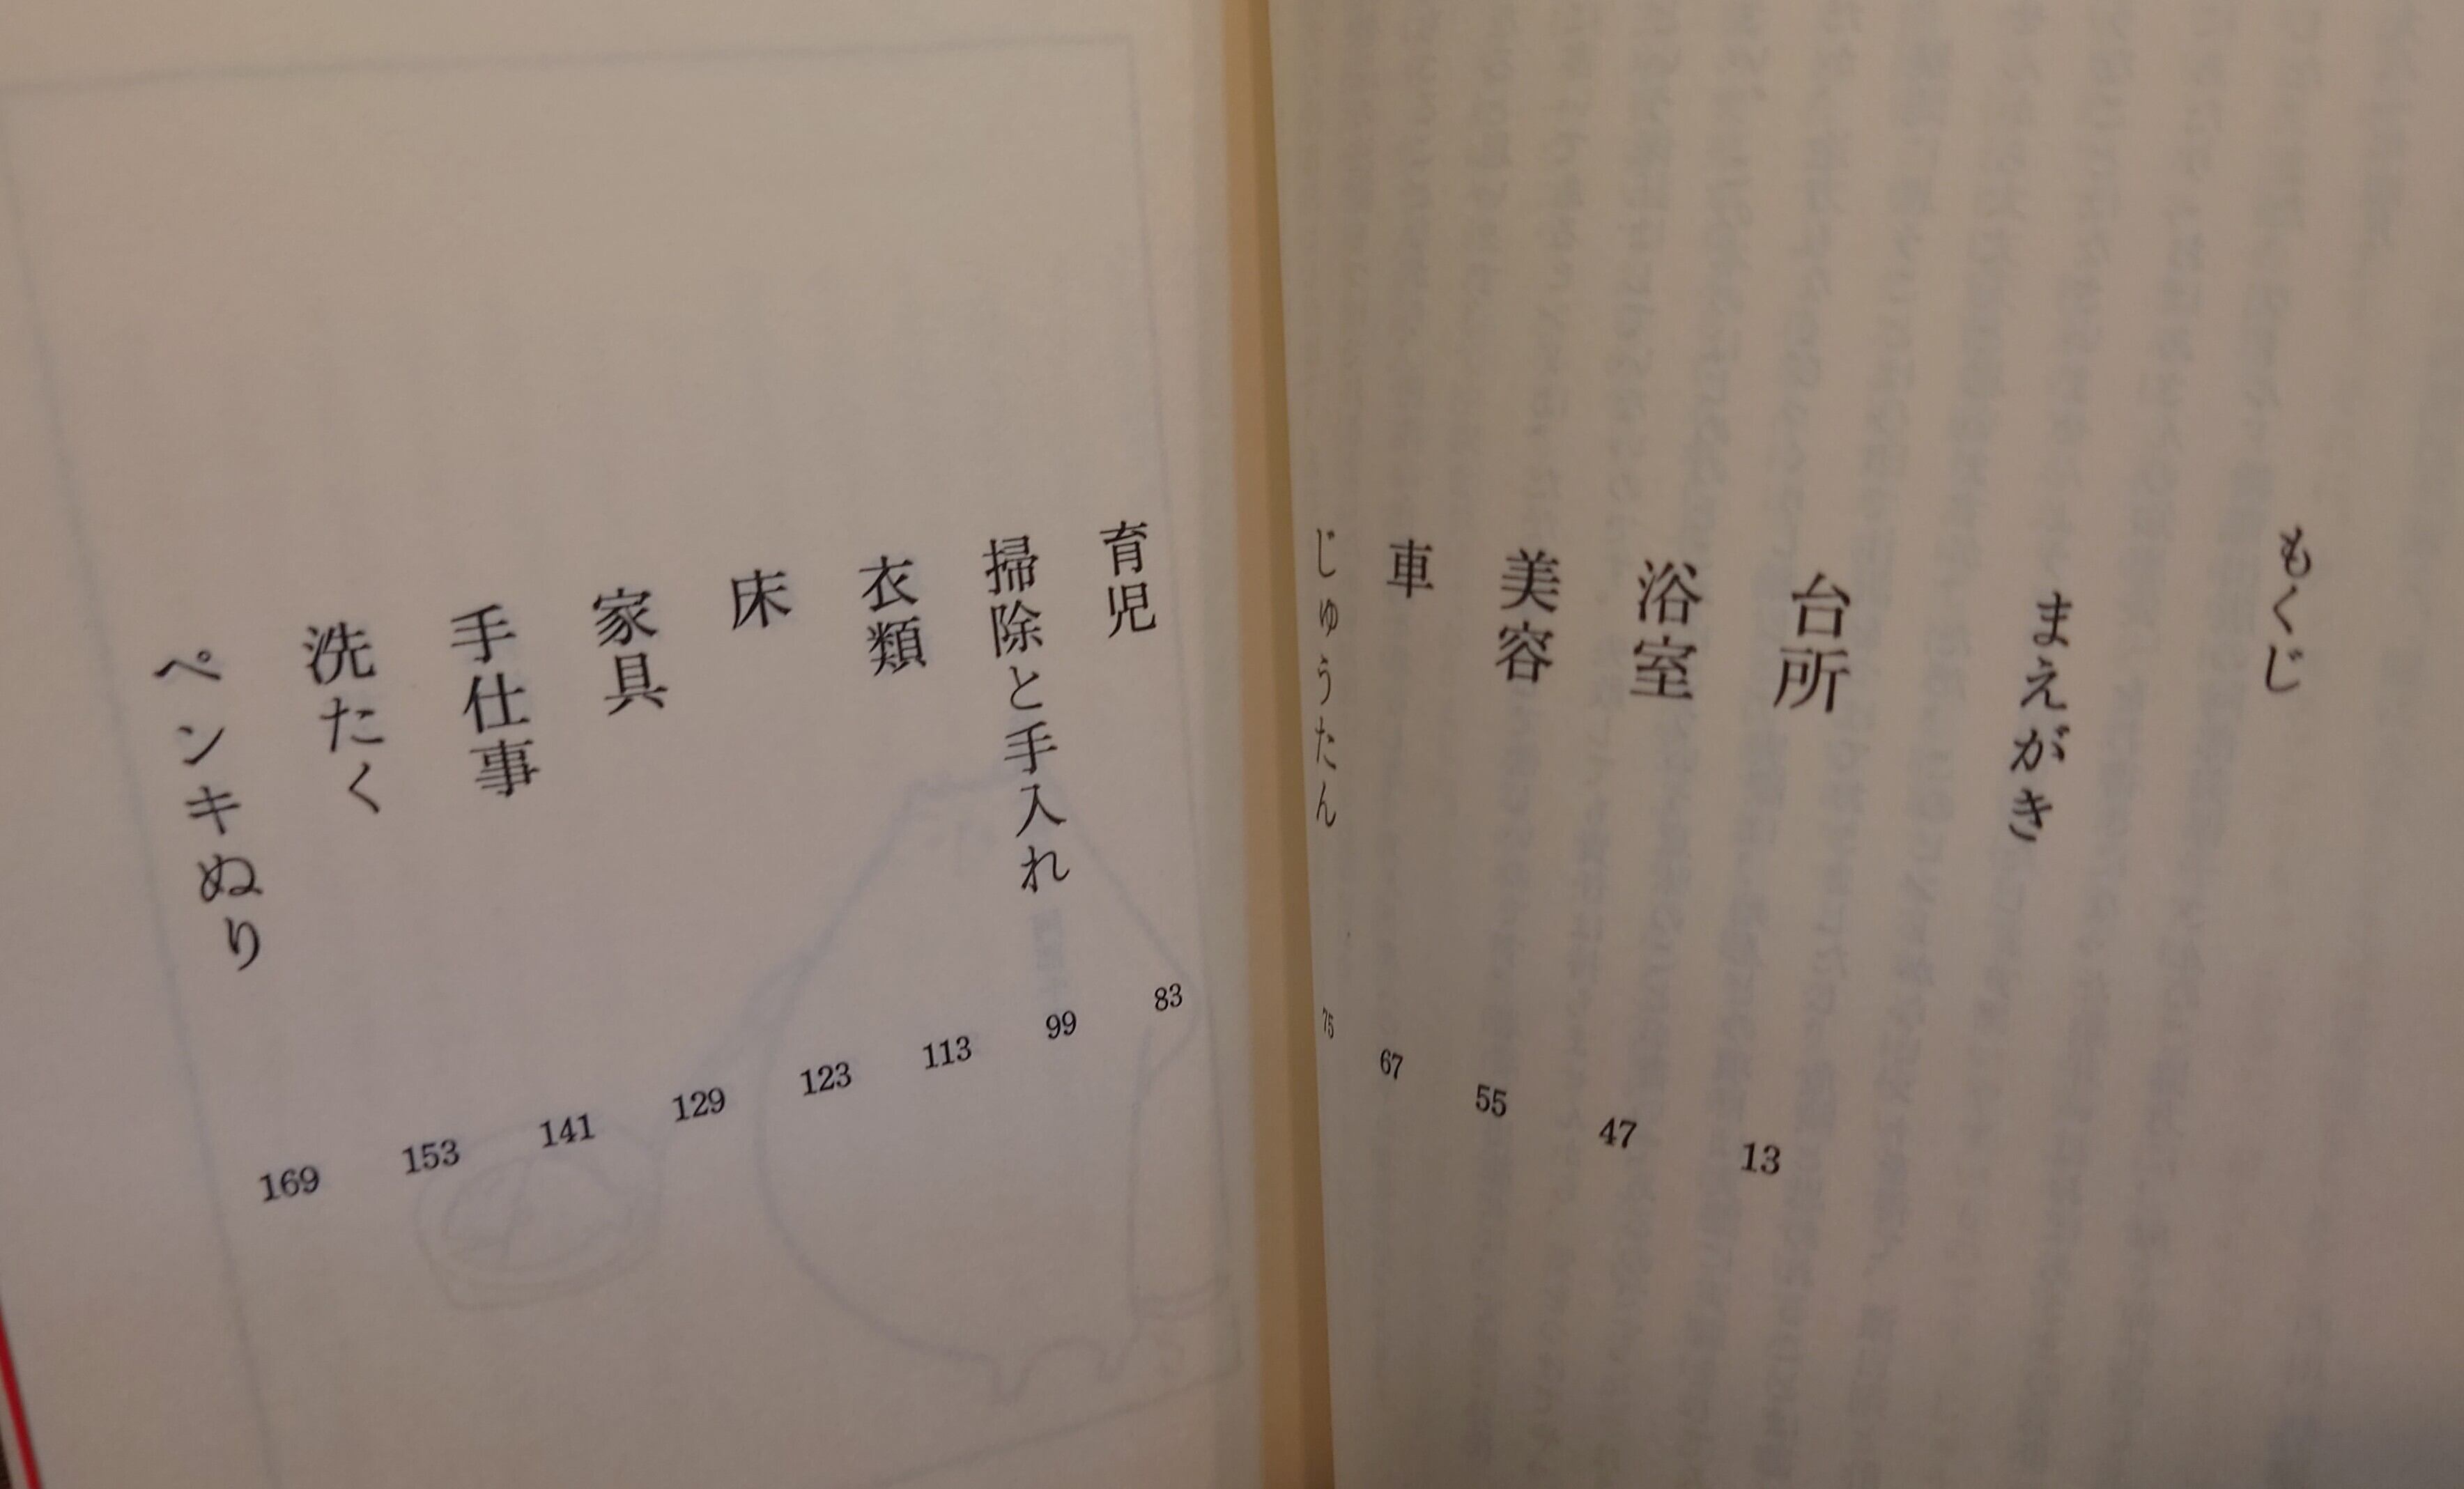 もくじ
まえがき
台所 13
浴室 47
美容 55
車 67
じゅうたん 75
育児 83
掃除と手入れ 99
衣類 113
床 123
家具 129
手仕事 141
洗たく 153
ペンキぬり 169